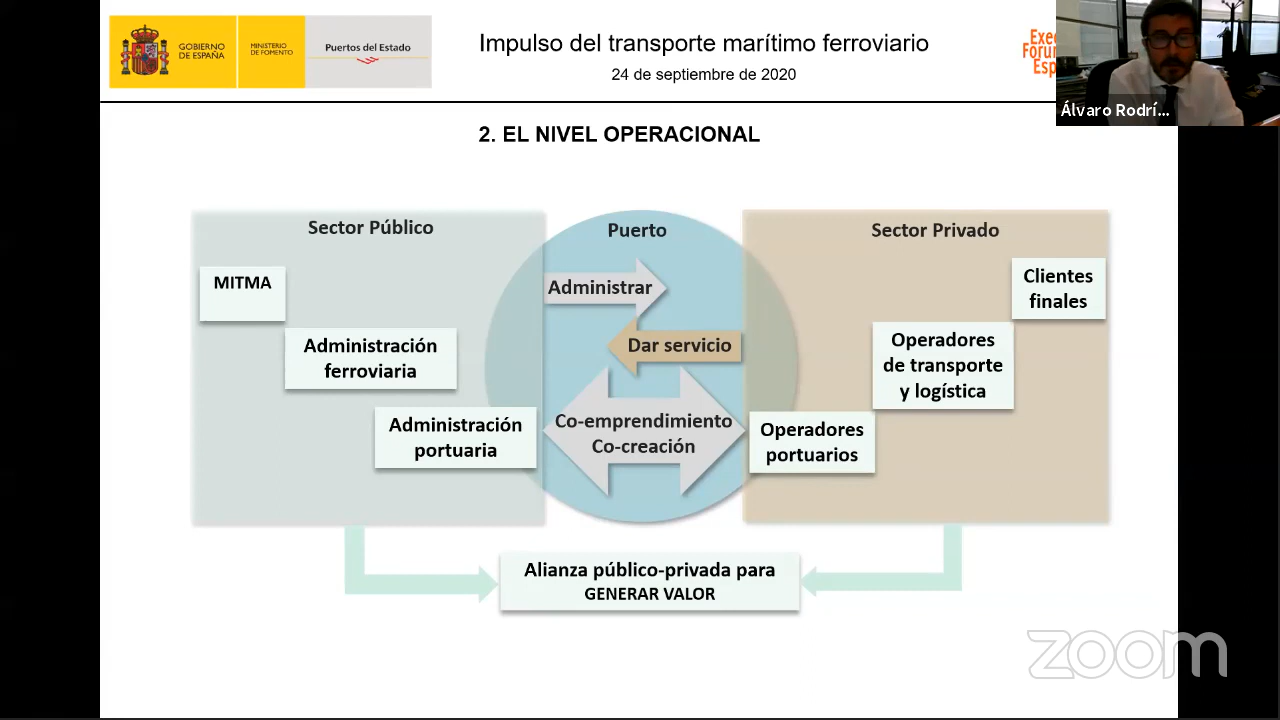 GOBIERNO
DE ESPAÑA
MINISTERIO
DE FOMENTO
Puertos del Estado
Impulso del transporte marítimo ferroviario
24 de septiembre de 2020
Álvaro Rodrí...
2. EL NIVEL OPERACIONAL
Sector Público
Puerto
Sector Privado
MITMA
Administrar
Clientes
finales
Administración
ferroviaria
Dar servicio
Operadores
de transporte
y logística
Administración
portuaria
Co-emprendimiento
Co-creación
Operadores
portuarios
Alianza público-privada para
GENERAR VALOR
zoom